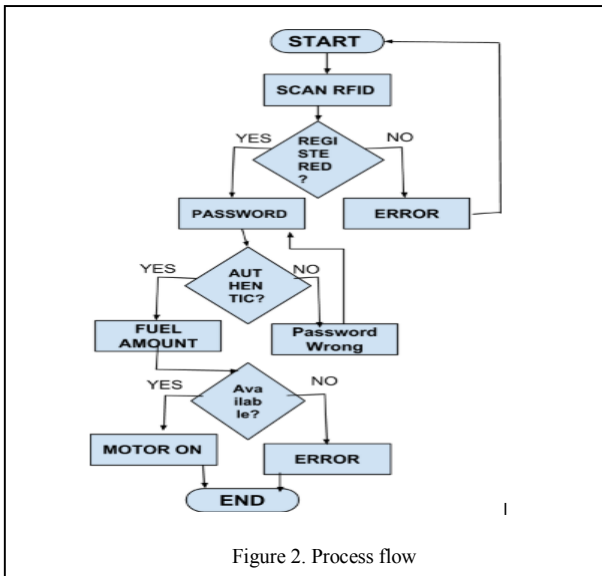 START
SCAN RFID
YES
REGI
STE
RED
?
NO
PASSWORD
ERROR
YES
AUT
HEN
TIC?
NO
FUEL
AMOUNT
Password
Wrong
YES
Ava
ilab
le?
NO
MOTOR ON
ERROR
END
I
Figure 2. Process flow